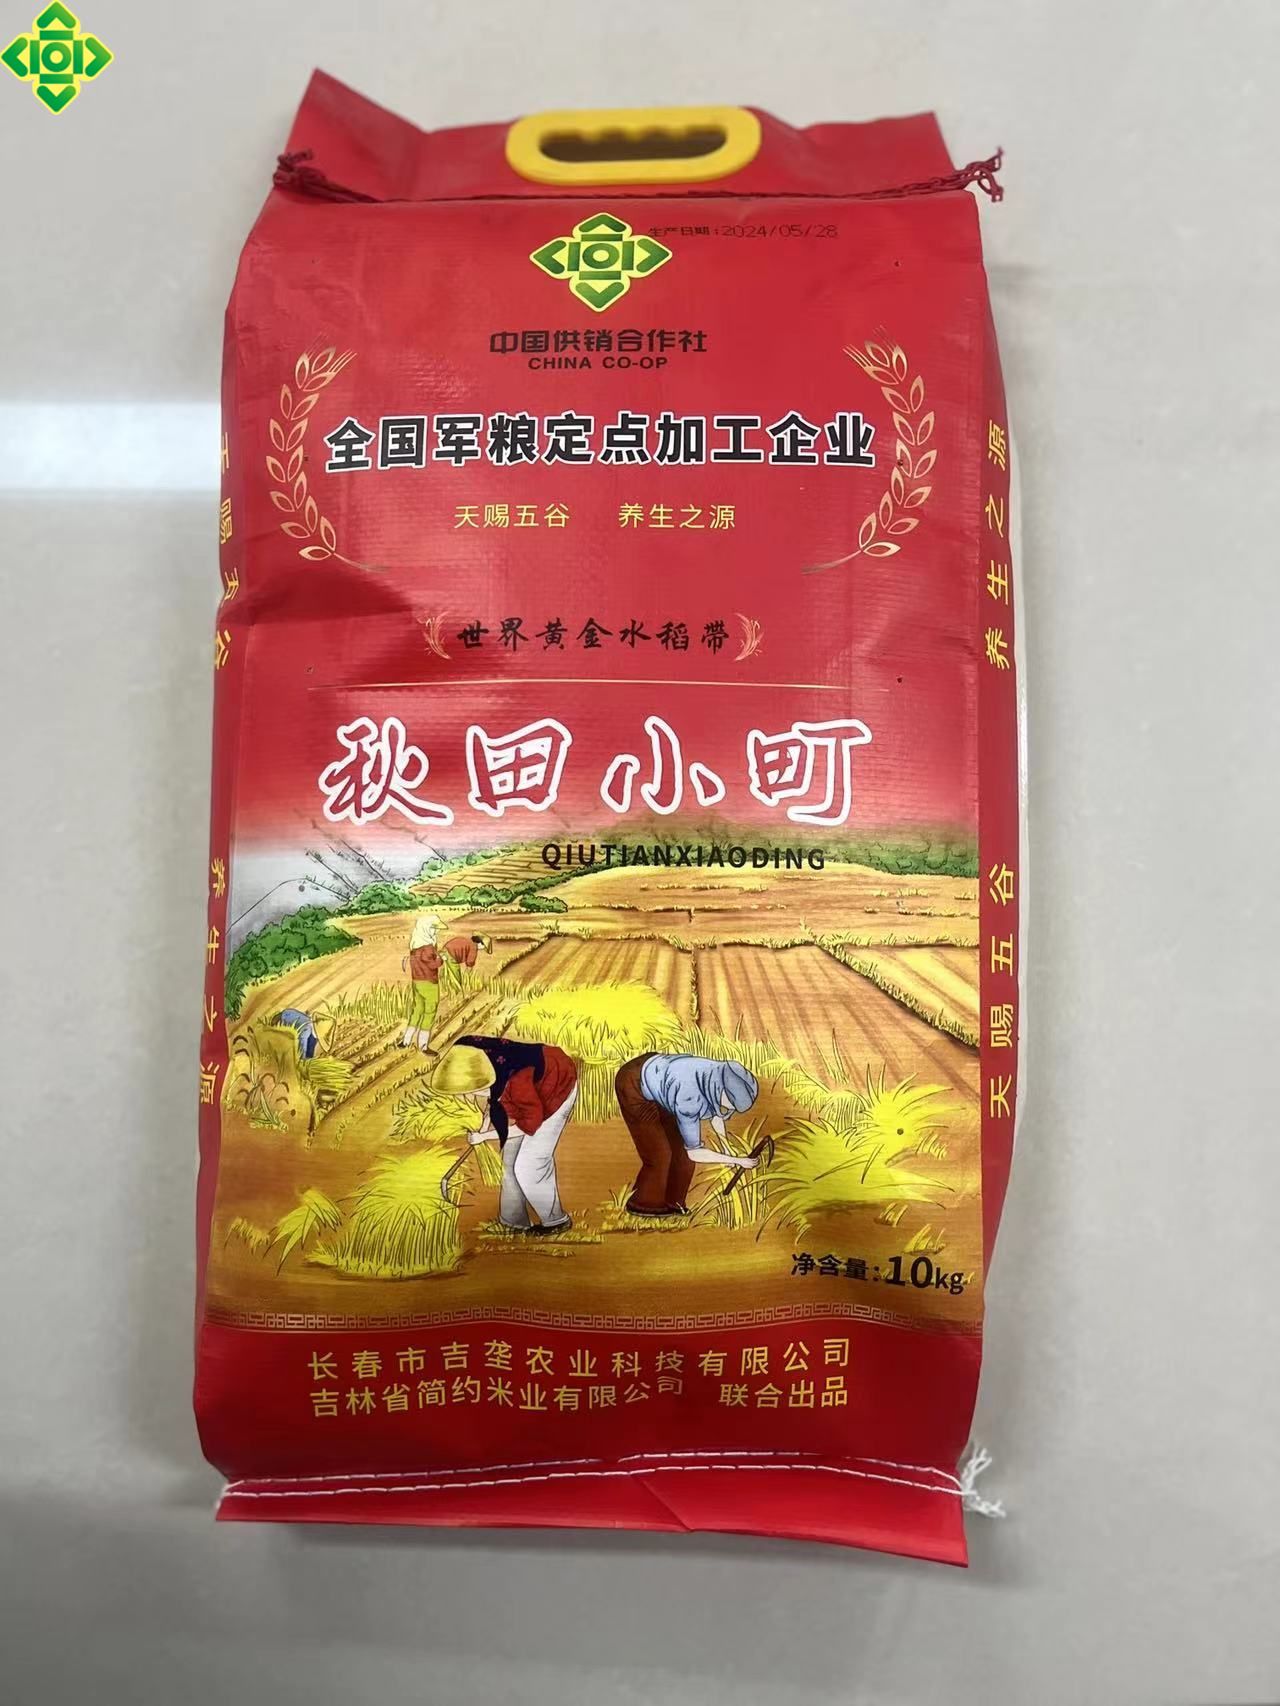 生产日期:2024/05/28
中国供销合作社
CHINA CO-OP
全国军粮定点加工企业
天赐五谷 养生之源
世界黄金水稻带
秋田小町
QIUTIANXIAODING
净含量:10kg
长春市吉垄农业科技有限公司
吉林省简约米业有限公司 联合出品
天赐五谷 养生之源
天赐五谷 养生之源